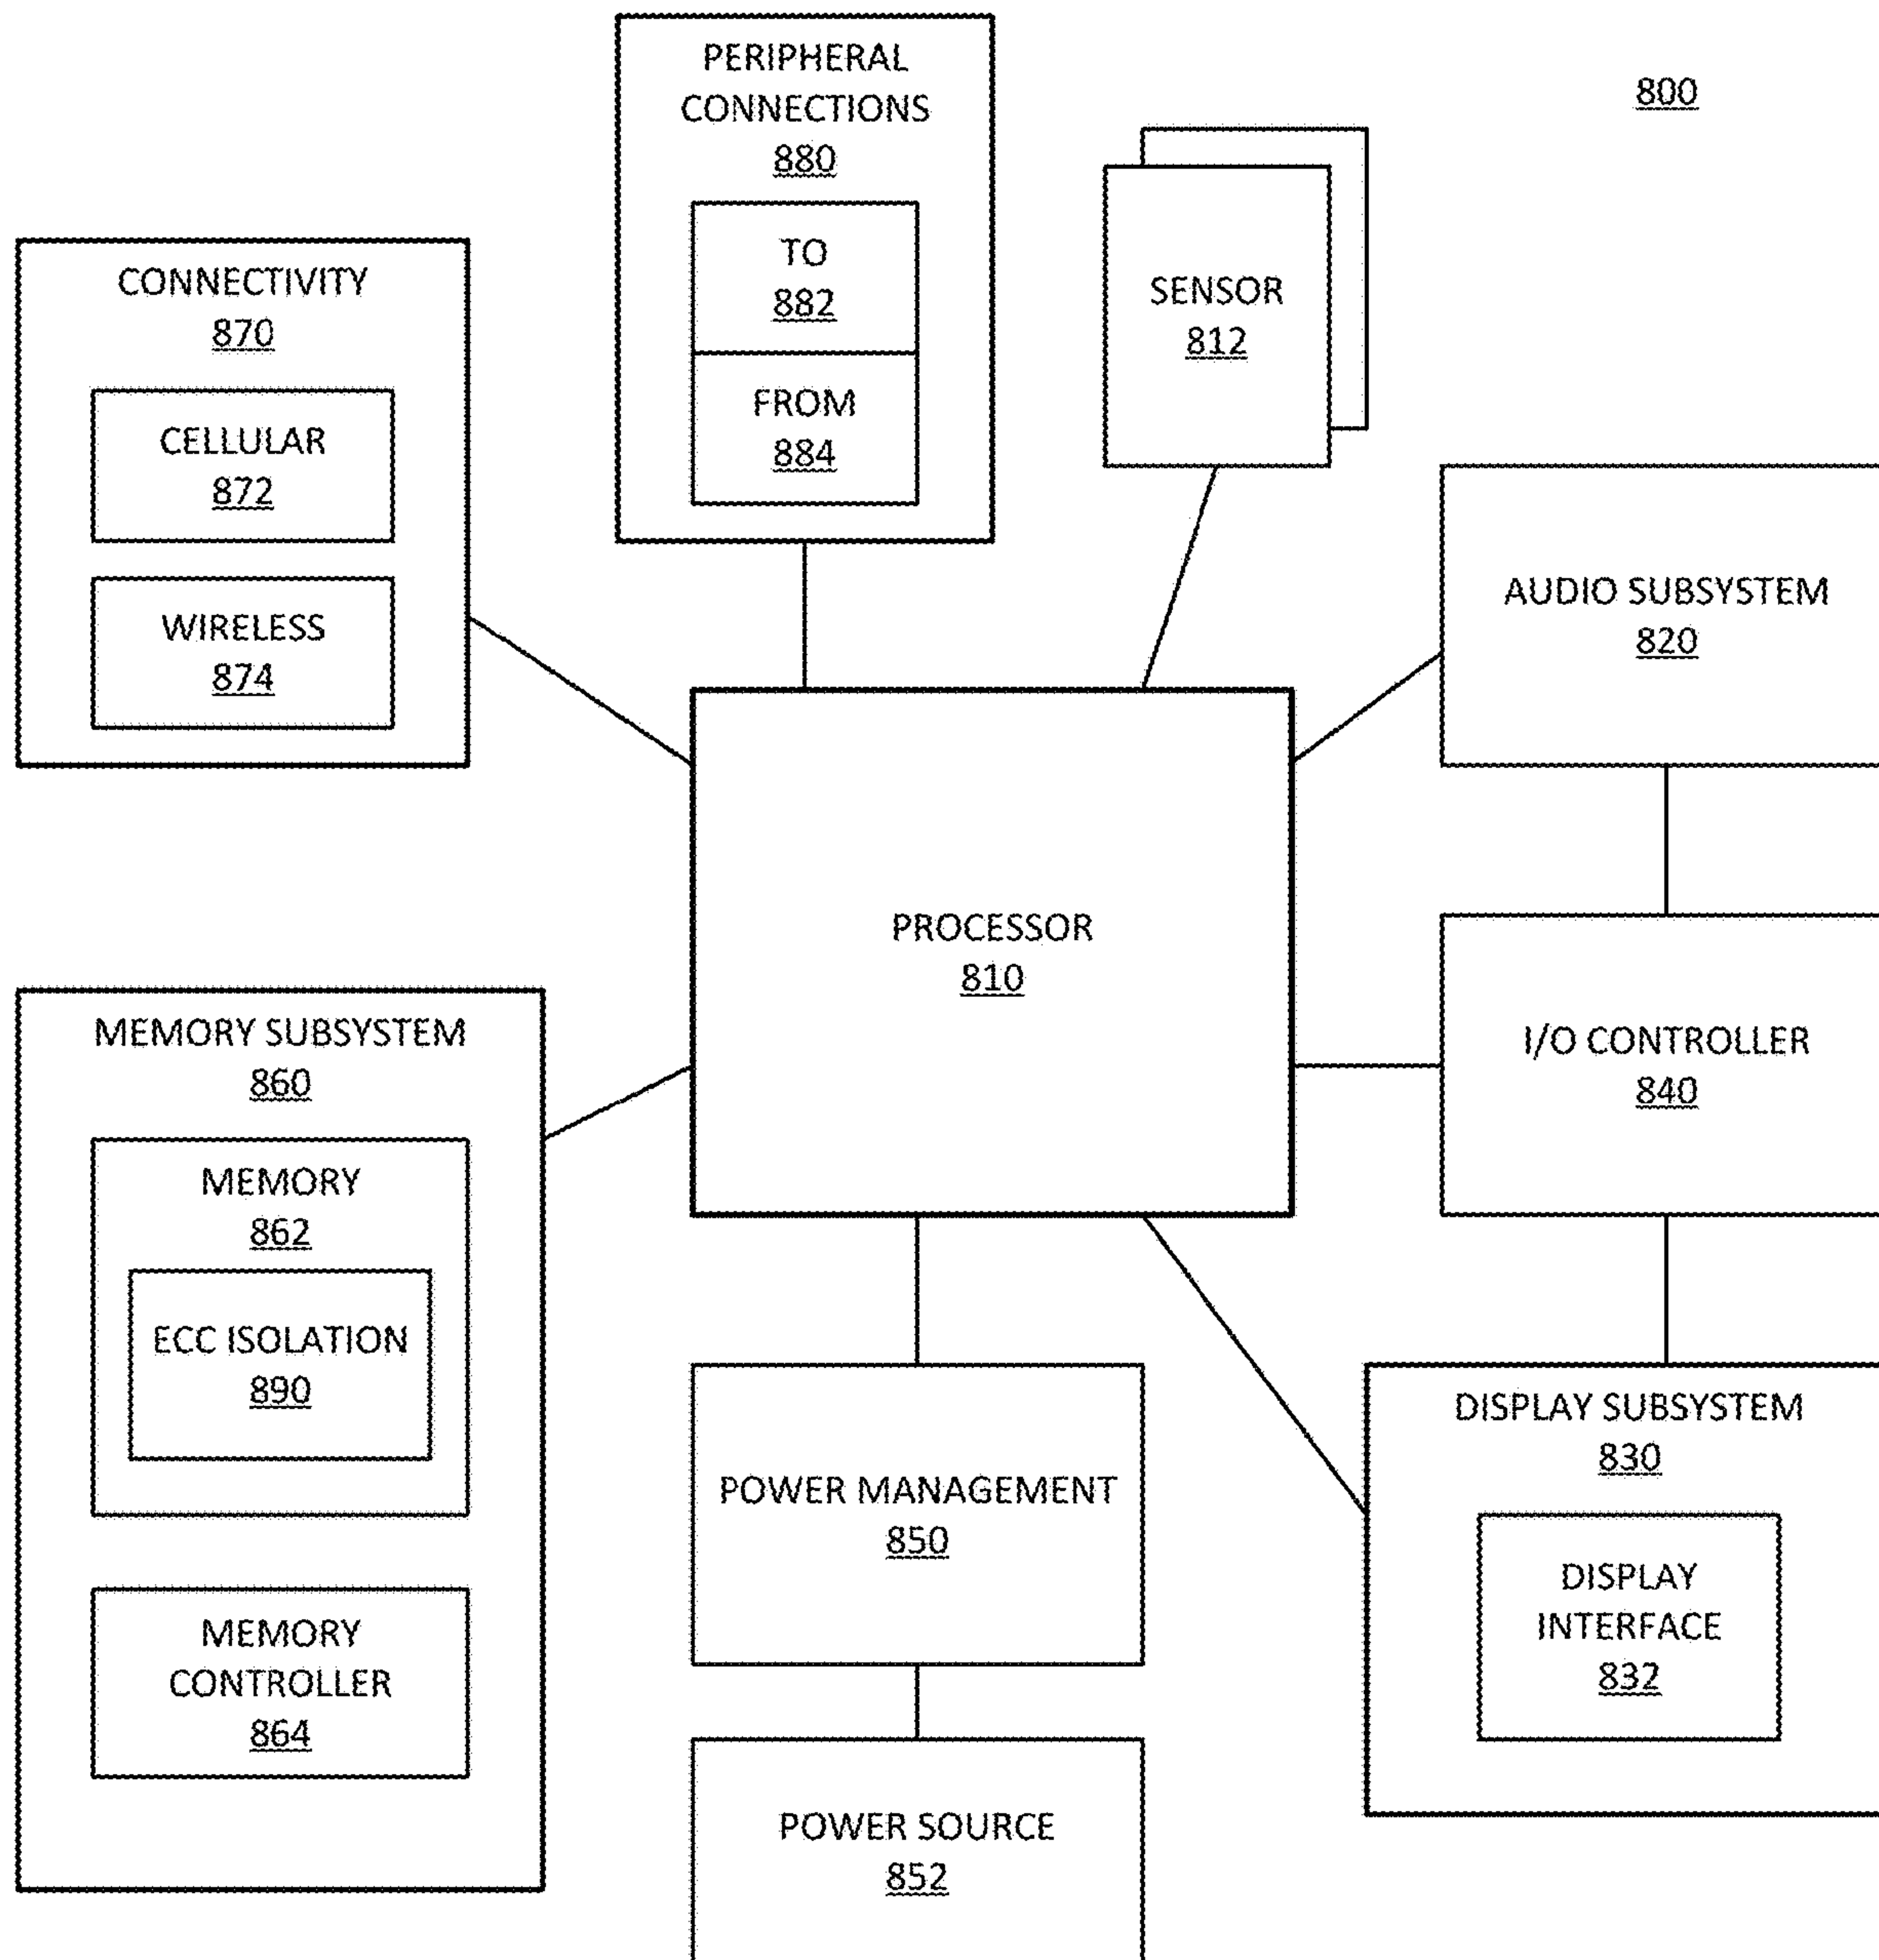 PERIPHERAL
CONNECTIONS
880
TO
882
FROM
884
800
SENSOR
812
CONNECTIVITY
870
CELLULAR
872
WIRELESS
874
AUDIO SUBSYSTEM
820
PROCESSOR
810
I/O CONTROLLER
840
MEMORY SUBSYSTEM
860
MEMORY
862
ECC ISOLATION
890
MEMORY
CONTROLLER
864
POWER MANAGEMENT
850
POWER SOURCE
852
DISPLAY SUBSYSTEM
830
DISPLAY
INTERFACE
832